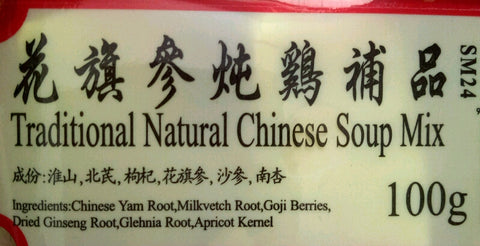 花旗參炖鷄補品
SM24
Traditional Natural Chinese Soup Mix
成份:淮山,北芪,枸杞,花旗參,沙參,南杏
100g
Ingredients:Chinese Yam Root,Milkvetch Root,Goji Berries,
Dried Ginseng Root,Glehnia Root,Apricot Kernel